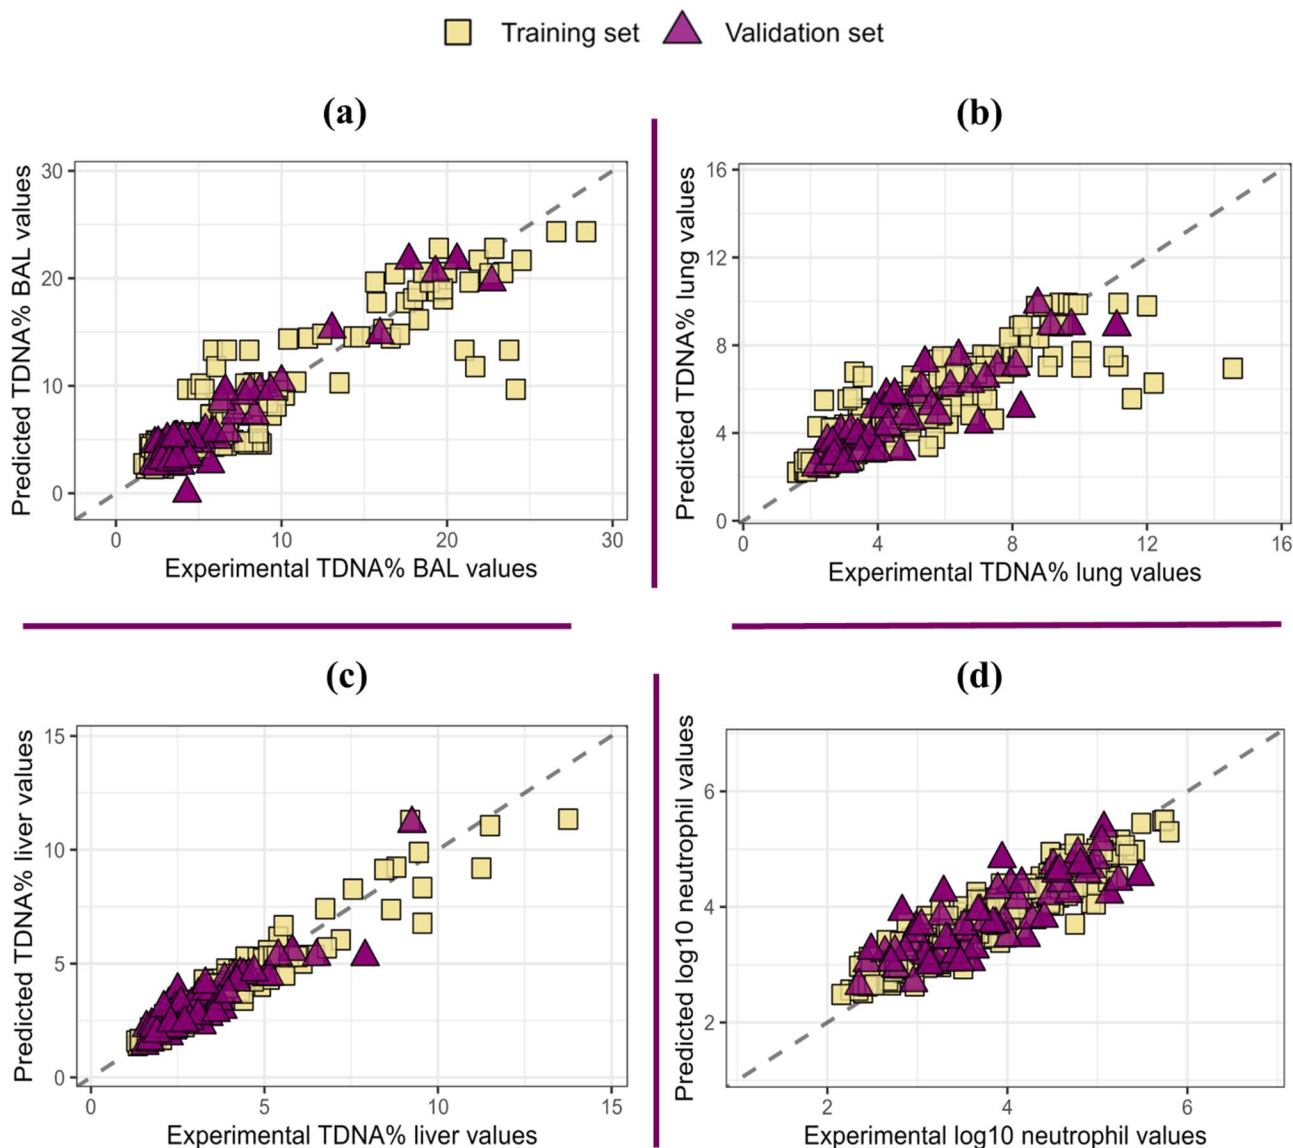 Training set Validation set
(a)
Predicted TDNA% BAL values
30
20
10
0
0 10 20 30
Experimental TDNA% BAL values
(b)
Predicted TDNA% lung values
16
12
8
4
0
0 4 8 12 16
Experimental TDNA% lung values
(c)
Predicted TDNA% liver values
15
10
5
0
0 5 10 15
Experimental TDNA% liver values
(d)
Predicted log10 neutrophil values
6
4
2
2 4 6
Experimental log10 neutrophil values